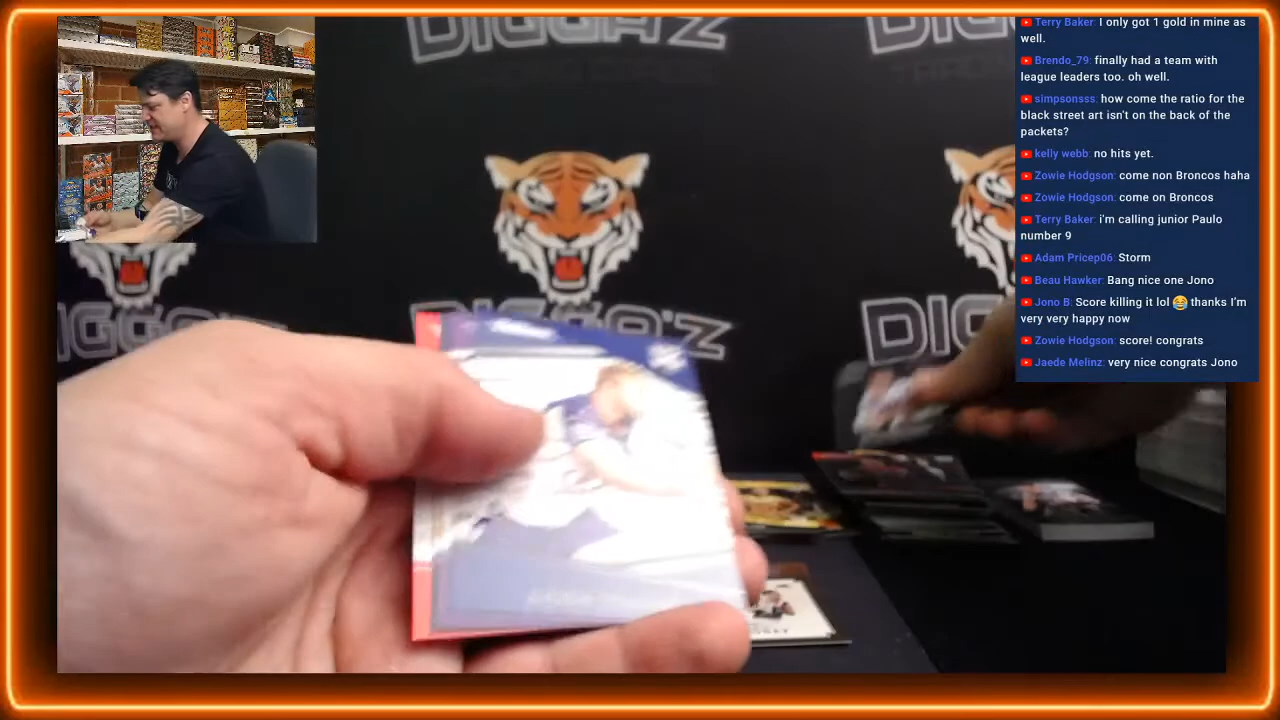 DIGGA'Z
Terry Baker: I only got 1 gold in mine as
well.
Brendo_79: finally had a team with
league leaders too. oh well.
simpsonsss: how come the ratio for the
black street art isn't on the back of the
packets?
kelly webb: no hits yet.
Zowie Hodgson: come non Broncos haha
Zowie Hodgson: come on Broncos
Terry Baker: i'm calling junior Paulo
number 9
Adam Pricep06: Storm
Beau Hawker: Bang nice one Jono
Jono B: Score killing it lol 😂 thanks I'm
very very happy now
Zowie Hodgson: score! congrats
Jaede Melinz: very nice congrats Jono
DIGGA'Z